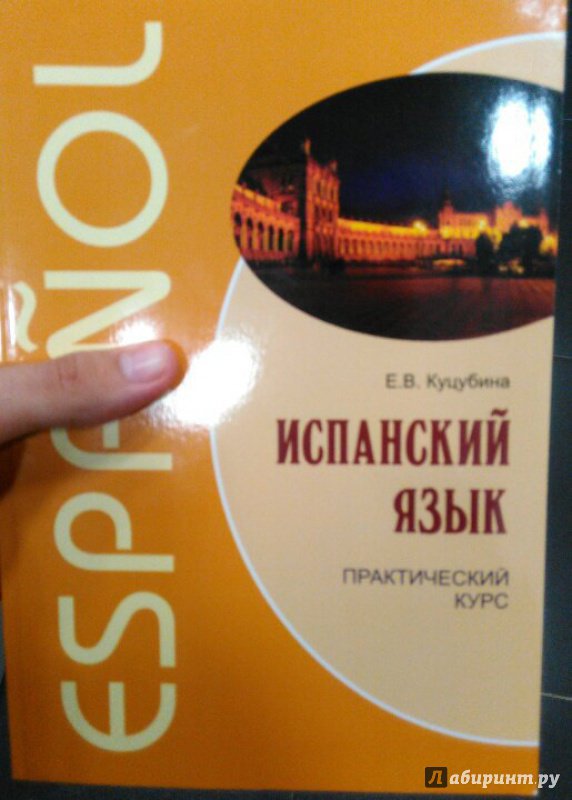 ESPAÑOL
Е.В. Куцубина
ИСПАНСКИЙ
ЯЗЫК
ПРАКТИЧЕСКИЙ
КУРС
Лабиринт.ру